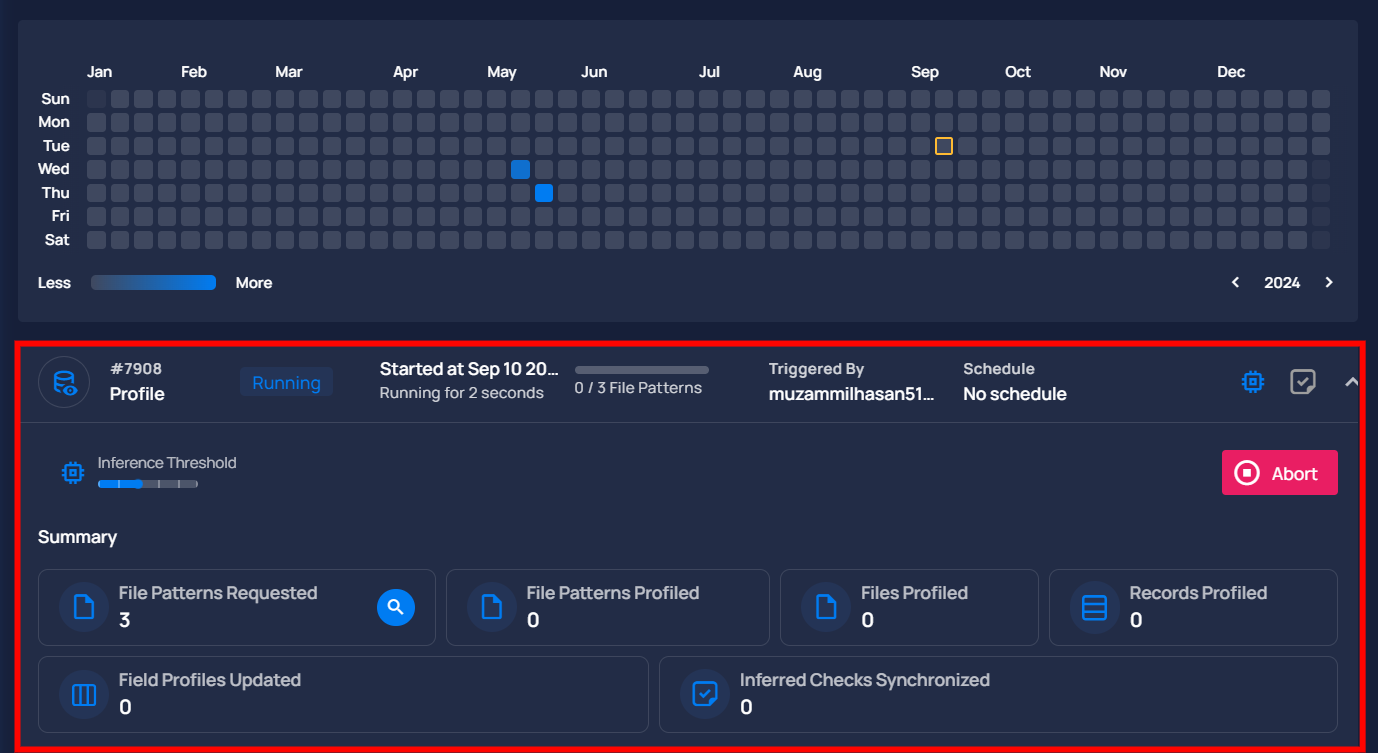 Jan Feb Mar Apr May Jun Jul Aug Sep Oct Nov Dec
Sun
Mon
Tue
Wed
Thu
Fri
Sat
Less More 2024
#7908
Profile
Running
Started at Sep 10 20...
Running for 2 seconds
0 / 3 File Patterns
Triggered By
muzammilhasan51...
Schedule
No schedule
Inference Threshold
Abort
Summary
File Patterns Requested
3
File Patterns Profiled
0
Files Profiled
0
Records Profiled
0
Field Profiles Updated
0
Inferred Checks Synchronized
0